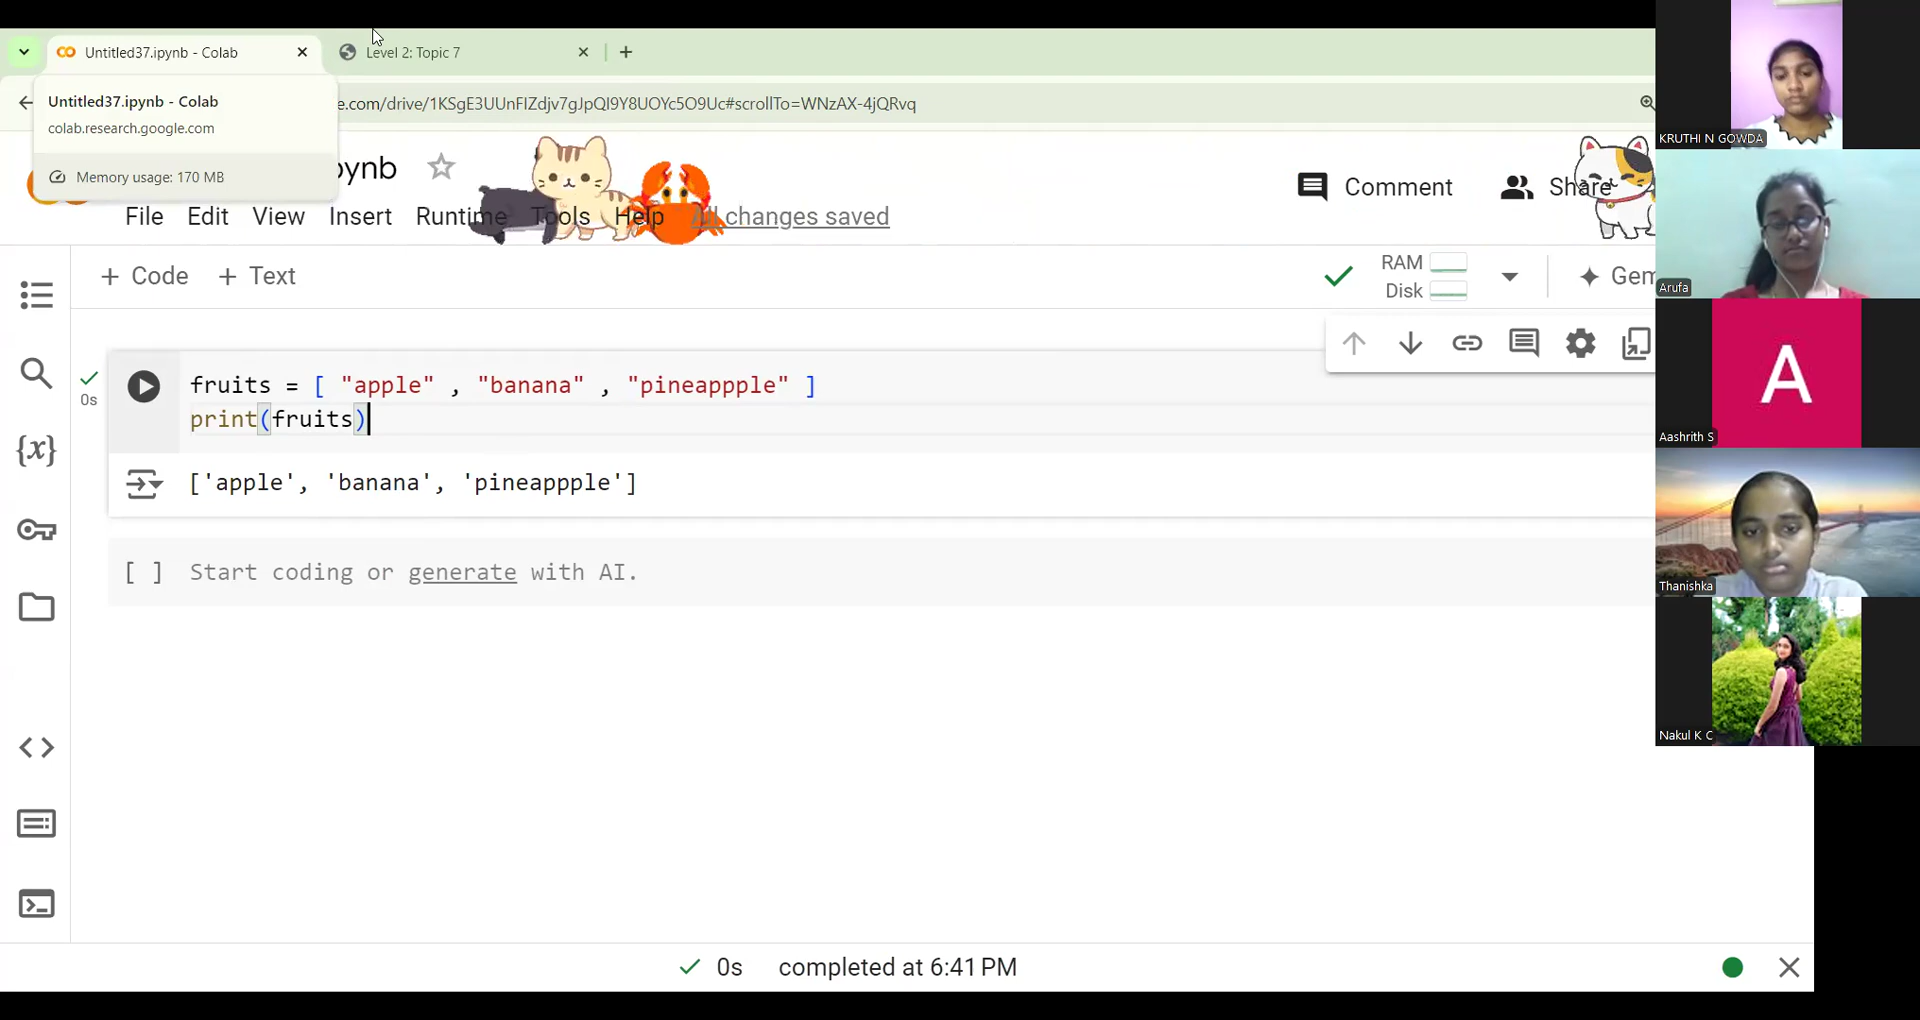 Untitled37.ipynb - Colab
Level 2: Topic 7
Untitled37.ipynb - Colab
colab.research.google.com
Memory usage: 170 MB
e.com/drive/1KSgE3UUnFIZdjv7gJpQI9Y8UOYc5O9Uc#scrollTo=WNzAX-4jQRvq
ipynb
Comment
Share
File Edit View Insert Runtime Tools Help All changes saved
+ Code + Text
RAM
Disk
Gem
0s
fruits = [ "apple" , "banana" , "pineappple" ]
print(fruits)
['apple', 'banana', 'pineappple']
[ ] Start coding or generate with AI.
{x}
0s completed at 6:41 PM
KRUTHI N GOWDA
Arufa
A
Aashrith S
Thanishka
Nakul K C